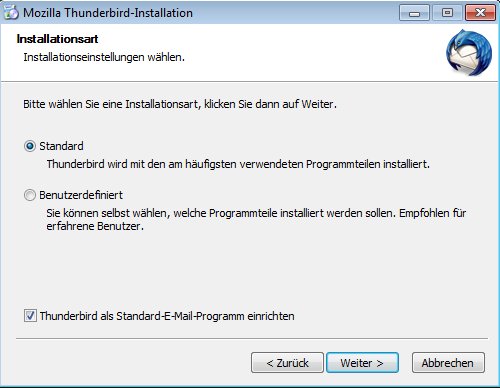 Mozilla Thunderbird-Installation
Installationsart
Installationseinstellungen wählen.
Bitte wählen Sie eine Installationsart, klicken Sie dann auf Weiter.
Standard
Thunderbird wird mit den am häufigsten verwendeten Programmteilen installiert.
Benutzerdefiniert
Sie können selbst wählen, welche Programmteile installiert werden sollen. Empfohlen für
erfahrene Benutzer.
Thunderbird als Standard-E-Mail-Programm einrichten
< Zurück
Weiter >
Abbrechen